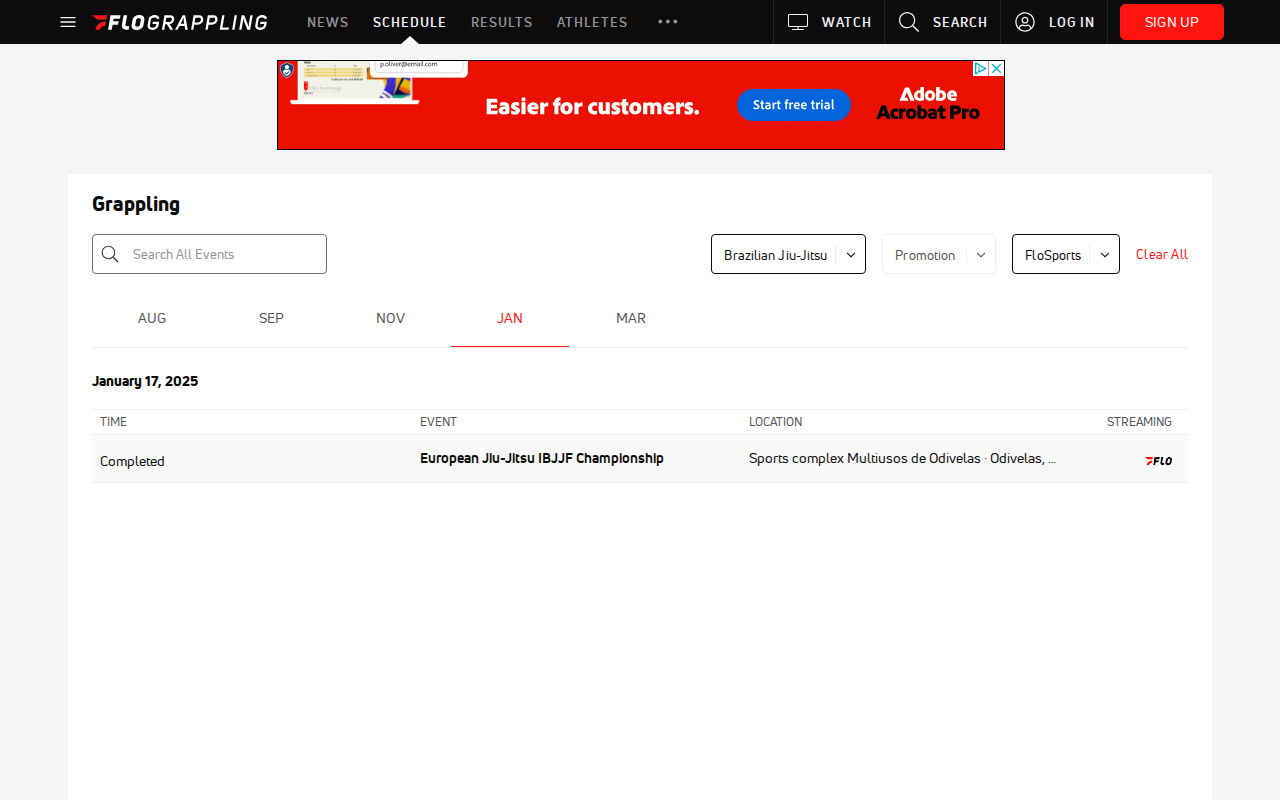 FLOGRAPPLING NEWS SCHEDULE RESULTS ATHLETES ••• WATCH SEARCH LOG IN SIGN UP
p.oliver@email.com
Easier for customers.
Start free trial
Adobe
Acrobat Pro
Grappling
Search All Events
Brazilian Jiu-Jitsu
Promotion
FloSports
Clear All
AUG SEP NOV JAN MAR
January 17, 2025
TIME EVENT LOCATION STREAMING
Completed European Jiu-Jitsu IBJJF Championship Sports complex Multiusos de Odivelas · Odivelas, ... FLO